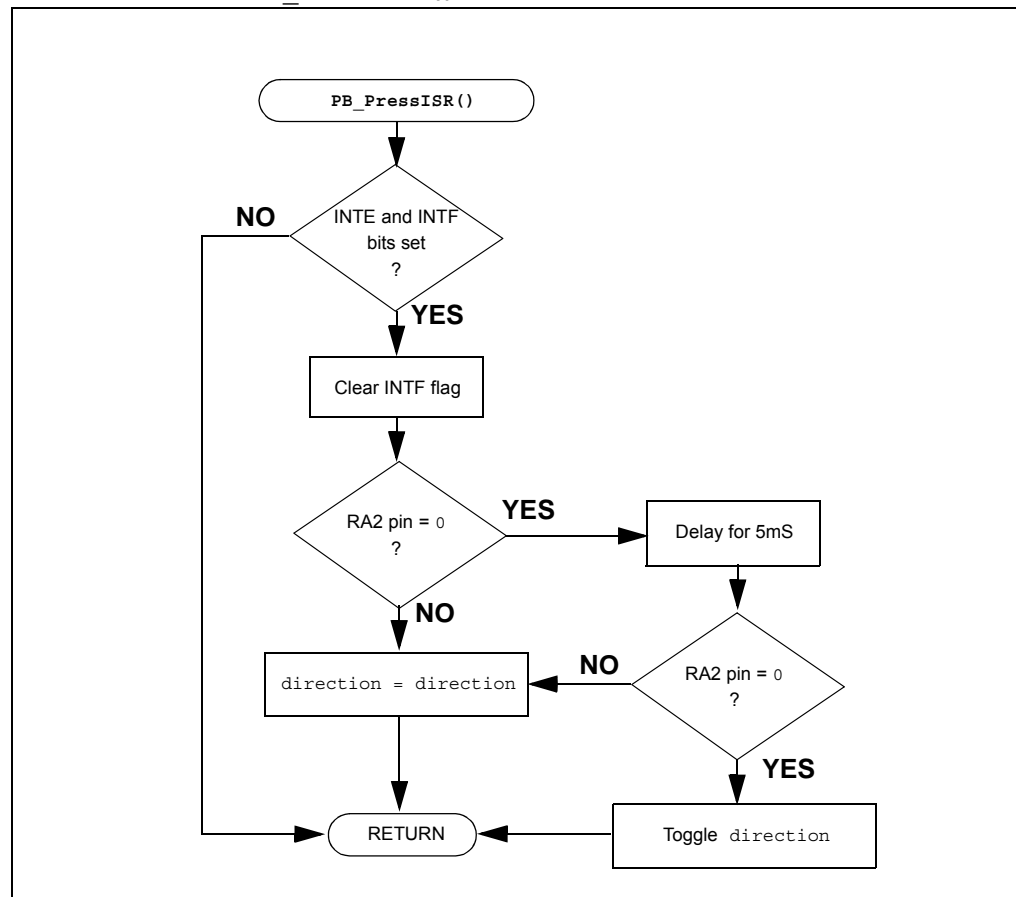 PB_PressISR()
NO
INTE and INTF
bits set
?
YES
Clear INTF flag
RA2 pin = 0
?
YES
Delay for 5mS
NO
direction = direction
NO
RA2 pin = 0
?
YES
RETURN
Toggle direction